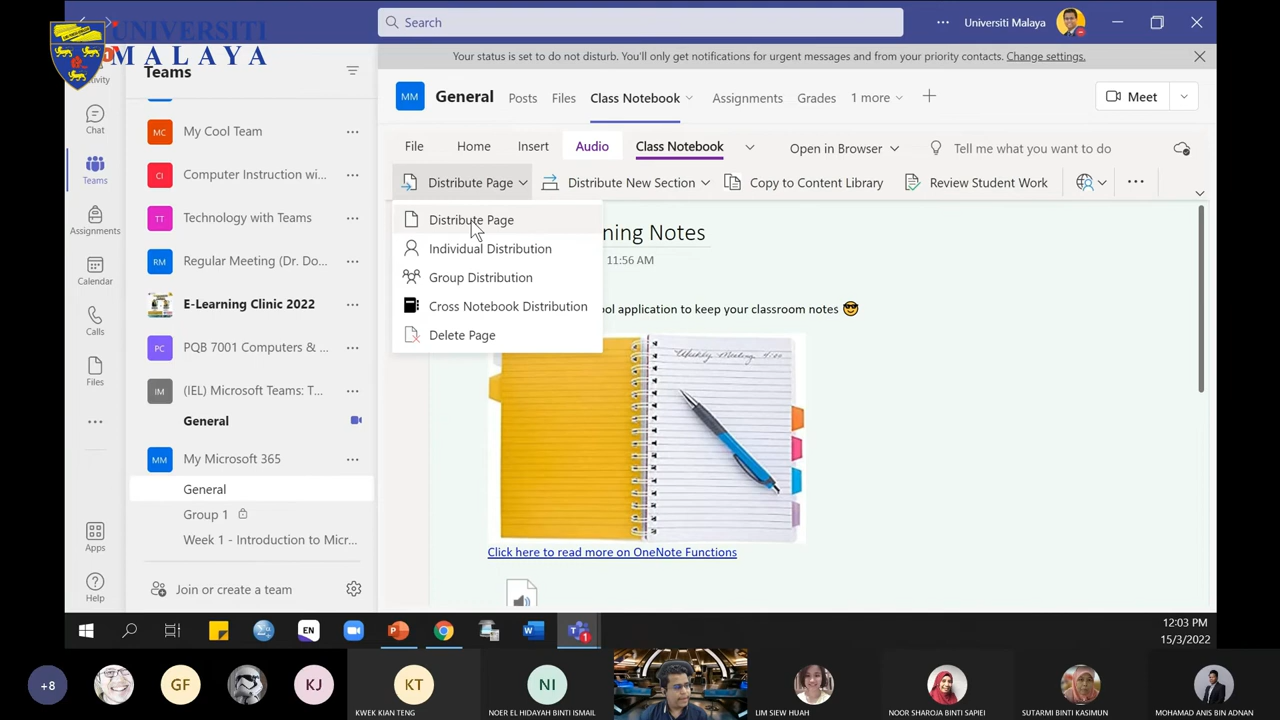 UNIVERSITI
MALAYA
Search
Universiti Malaya
Your status is set to do not disturb. You'll only get notifications for urgent messages and from your priority contacts. Change settings.
Teams
MM
General
Posts
Files
Class Notebook
Assignments
Grades
1 more
Meet
Chat
Teams
Assignments
Calendar
Calls
Files
Apps
Help
MC
My Cool Team
CI
Computer Instruction wi...
TT
Technology with Teams
RM
Regular Meeting (Dr. Do...
E-Learning Clinic 2022
PC
PQB 7001 Computers & ...
IM
(IEL) Microsoft Teams: T...
General
MM
My Microsoft 365
General
Group 1
Week 1 - Introduction to Micr...
Join or create a team
File
Home
Insert
Audio
Class Notebook
Open in Browser
Tell me what you want to do
Distribute Page
Distribute New Section
Copy to Content Library
Review Student Work
Distribute Page
Individual Distribution
Group Distribution
Cross Notebook Distribution
Delete Page
ning Notes
11:56 AM
ool application to keep your classroom notes
Weekly Meeting
Click here to read more on OneNote Functions
EN
1
12:03 PM
15/3/2022
+8
GF
KJ
KT
KWEK KIAN TENG
NI
NOER EL HIDAYAH BINTI ISMAIL
LIM SIEW HUAH
NOOR SHAROJA BINTI SAPIEI
SUTARMI BINTI KASIMUN
MOHAMAD ANIS BIN ADNAN